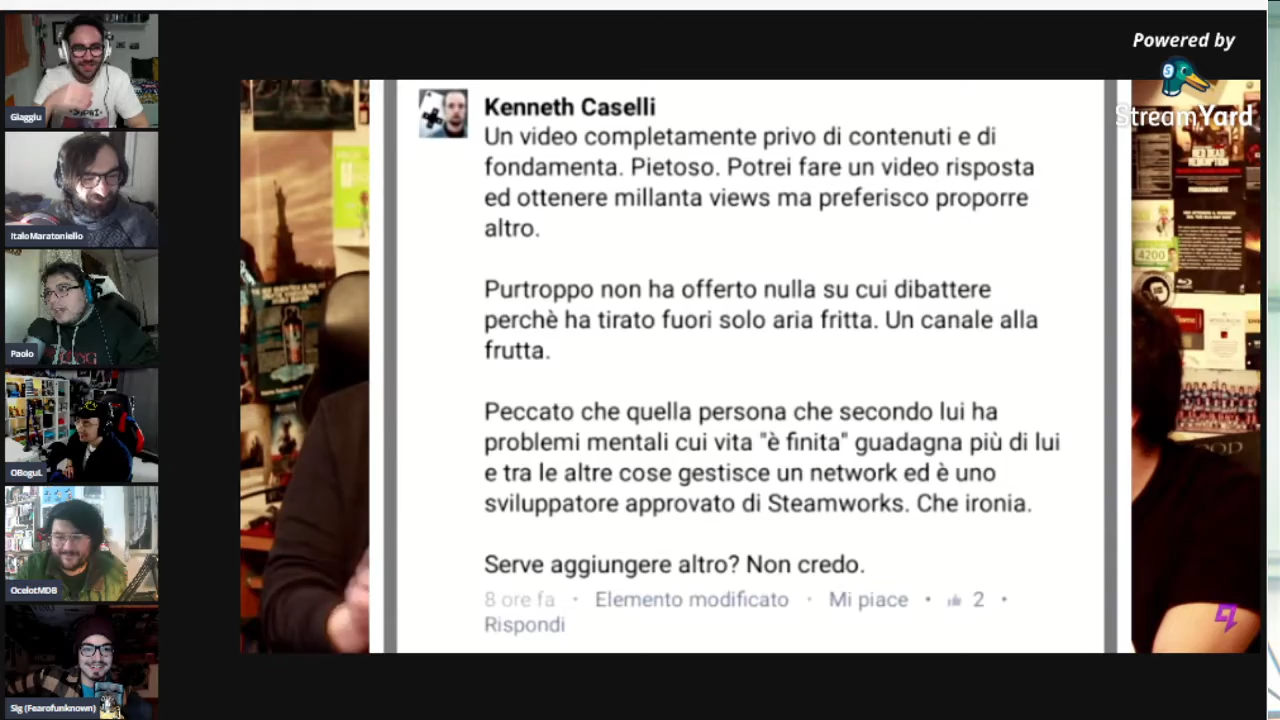 Powered by
StreamYard
Giaggiu
ItaloMaratoniello
Paolo
OBoguL
OcelotMDB
Sig (Fearofunknown)
Kenneth Caselli
Un video completamente privo di contenuti e di
fondamenta. Pietoso. Potrei fare un video risposta
ed ottenere millanta views ma preferisco proporre
altro.
Purtroppo non ha offerto nulla su cui dibattere
perchè ha tirato fuori solo aria fritta. Un canale alla
frutta.
Peccato che quella persona che secondo lui ha
problemi mentali cui vita "è finita" guadagna più di lui
e tra le altre cose gestisce un network ed è uno
sviluppatore approvato di Steamworks. Che ironia.
Serve aggiungere altro? Non credo.
8 ore fa · Elemento modificato · Mi piace · 2 ·
Rispondi
RED DEAD
REDEMPTION
4200